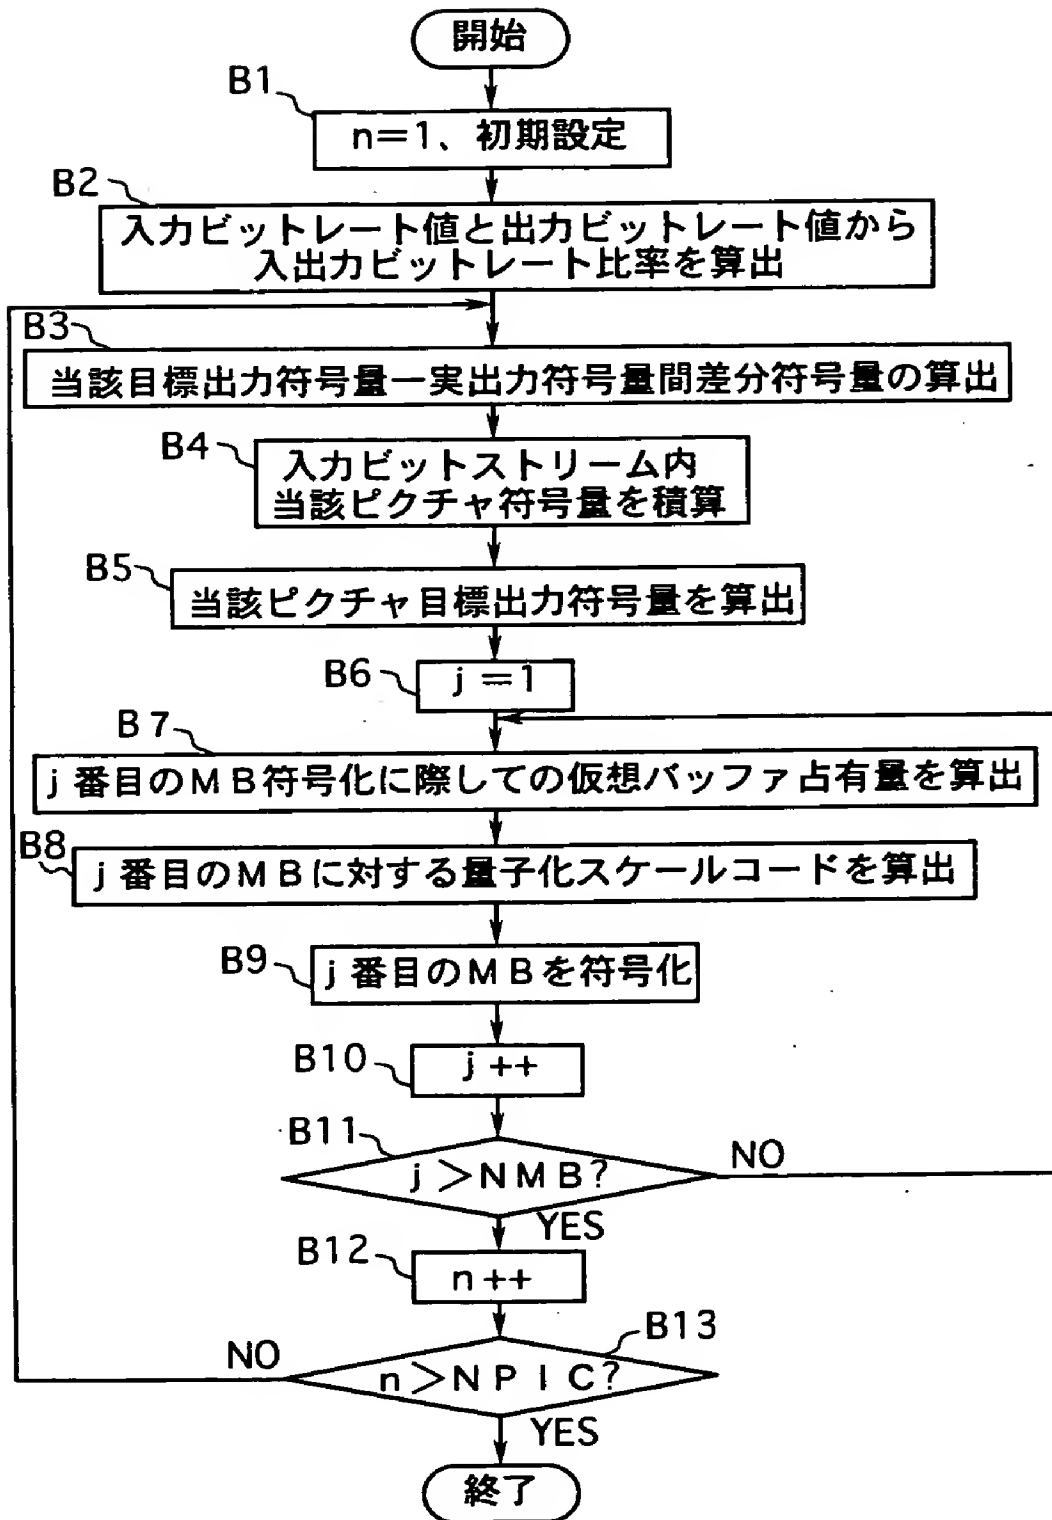 開始
B1
n=1、初期設定
B2
入力ビットレート値と出力ビットレート値から
入出力ビットレート比率を算出
B3
当該目標出力符号量ー実出力符号量間差分符号量の算出
B4
入力ビットストリーム内
当該ピクチャ符号量を積算
B5
当該ピクチャ目標出力符号量を算出
B6
j=1
B7
j番目のMB符号化に際しての仮想バッファ占有量を算出
B8
j番目のMBに対する量子化スケールコードを算出
B9
j番目のMBを符号化
B10
j++
B11
j>NMB?
NO
YES
B12
n++
B13
NO
n>NPIC?
YES
終了